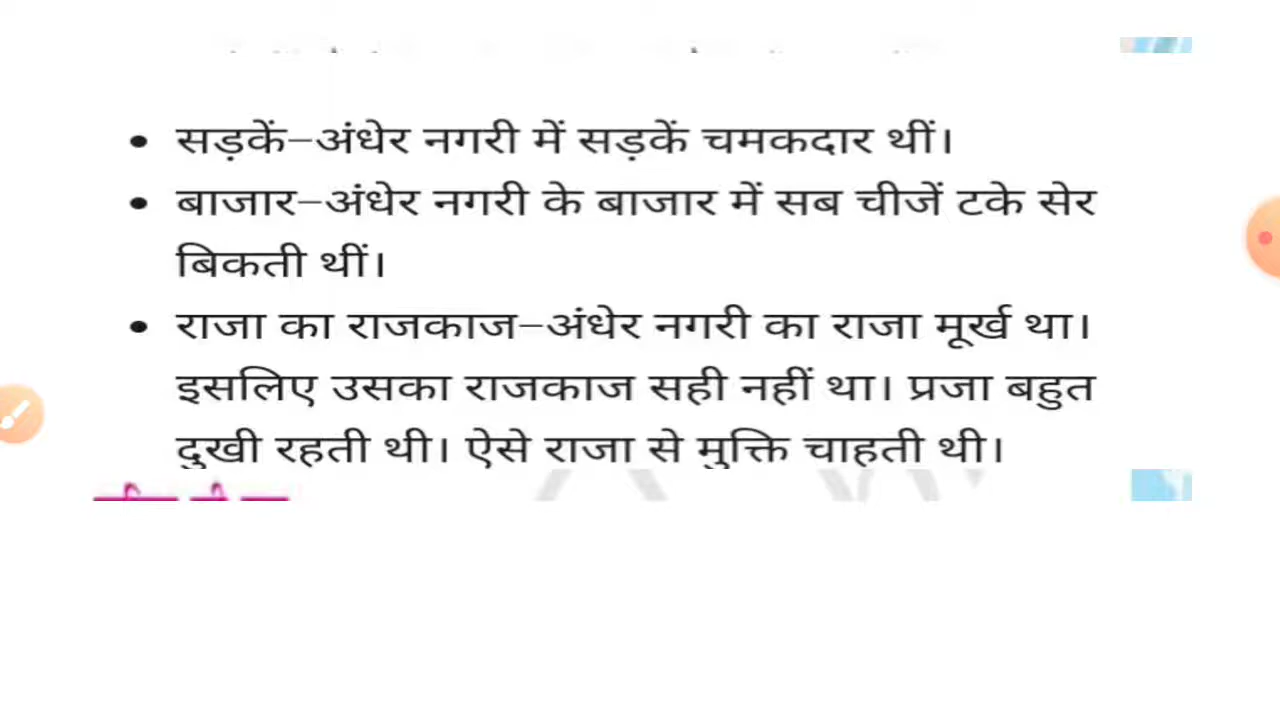 • सड़कें–अंधेर नगरी में सड़कें चमकदार थीं।
• बाजार–अंधेर नगरी के बाजार में सब चीजें टके सेर
बिकती थीं।
• राजा का राजकाज–अंधेर नगरी का राजा मूर्ख था।
इसलिए उसका राजकाज सही नहीं था। प्रजा बहुत
दुखी रहती थी। ऐसे राजा से मुक्ति चाहती थी।